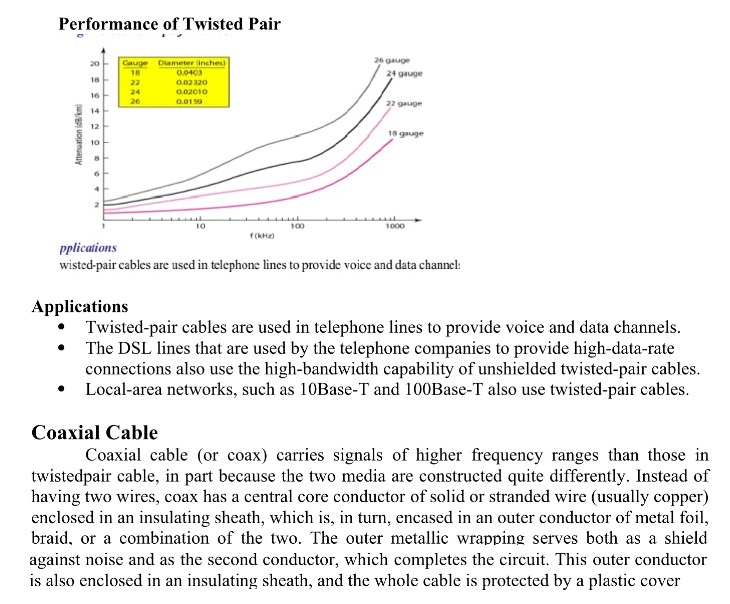 Performance of Twisted Pair
Gauge Diameter (inches)
18 0.0403
22 0.02320
24 0.02010
26 0.0159
26 gauge
24 gauge
22 gauge
18 gauge
Attenuation (dB/km)
20
18
16
14
12
10
8
6
4
2
1 10 100 1000
f (kHz)
pplications
wisted-pair cables are used in telephone lines to provide voice and data channel
Applications
• Twisted-pair cables are used in telephone lines to provide voice and data channels.
• The DSL lines that are used by the telephone companies to provide high-data-rate
connections also use the high-bandwidth capability of unshielded twisted-pair cables.
• Local-area networks, such as 10Base-T and 100Base-T also use twisted-pair cables.
Coaxial Cable
Coaxial cable (or coax) carries signals of higher frequency ranges than those in
twistedpair cable, in part because the two media are constructed quite differently. Instead of
having two wires, coax has a central core conductor of solid or stranded wire (usually copper)
enclosed in an insulating sheath, which is, in turn, encased in an outer conductor of metal foil,
braid, or a combination of the two. The outer metallic wrapping serves both as a shield
against noise and as the second conductor, which completes the circuit. This outer conductor
is also enclosed in an insulating sheath, and the whole cable is protected by a plastic cover